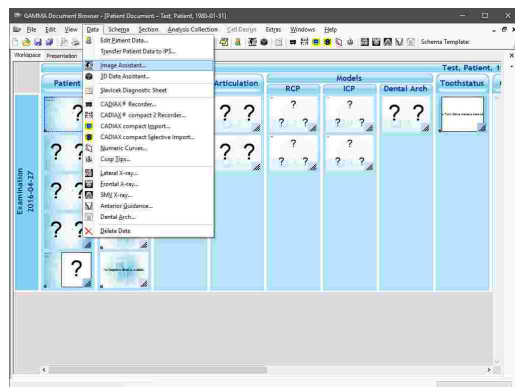 GAMMA Document Browser - [Patient Document – Test, Patient, 1980-01-31]
File Edit View Data Scheme Section Analysis Collection Cell Design Extras Windows Help
Schema Template:
Workspace Presentation
Edit Patient Data...
Transfer Patient Data to IPS...
Image Assistant...
3D Data Assistant...
Slavicek Diagnostic Sheet
CADIAX® Recorder...
CADIAX® compact 2 Recorder...
CADIAX compact Import...
CADIAX compact Selective Import...
Numeric Curves...
Cusp Tips...
Lateral X-ray...
Frontal X-ray...
SMV X-ray...
Anterior Guidance...
Dental Arch...
Delete Data
Test, Patient, 1
Patient
Articulation
Models
RCP
ICP
Dental Arch
Toothstatus
Examination
2016-04-27
? ? ? ?
? ? ?
? ? ?
? ? ? ?
? ? ?
? ? ?
? ?
? ?
?